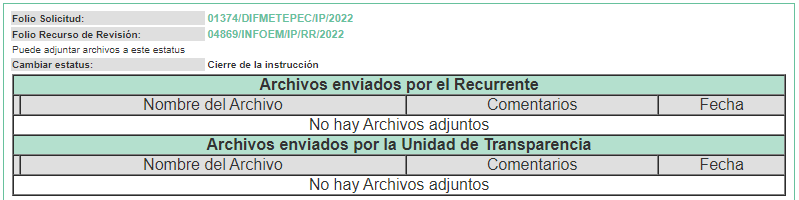 Folio Solicitud: 01374/DIFMETEPEC/IP/2022
Folio Recurso de Revisión: 04869/INFOEM/IP/RR/2022
Puede adjuntar archivos a este estatus
Cambiar estatus: Cierre de la instrucción
Archivos enviados por el Recurrente
Nombre del Archivo Comentarios Fecha
No hay Archivos adjuntos
Archivos enviados por la Unidad de Transparencia
Nombre del Archivo Comentarios Fecha
No hay Archivos adjuntos